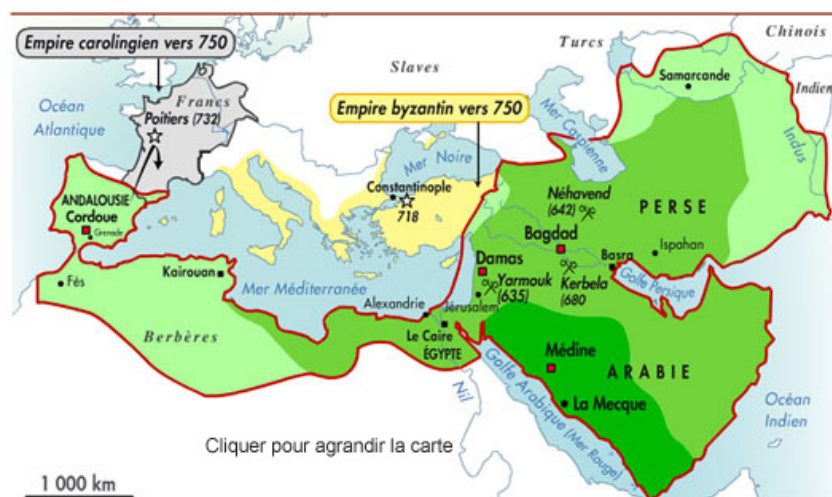 Empire carolingien vers 750
Slaves
Turcs
Chinois
Indiens
Océan
Atlantique
Francs
Poitiers (732)
Empire byzantin vers 750
Mer Caspienne
Samarcande
Indus
Mer Noire
Constantinople
718
ANDALOUSIE
Cordoue
Grenade
Néhavend
(642)
PERSE
Bagdad
Ispahan
Basra
Damas
Yarmouk
(635)
Kerbela
(680
Golfe Persique
Fès
Kairouan
Mer Méditerranée
Alexandrie
Jérusalem
Le Caire
ÉGYPTE
Berbères
Médine
ARABIE
La Mecque
Nil
Golfe Arabique (Mer Rouge)
Océan
Indien
Cliquer pour agrandir la carte
1 000 km